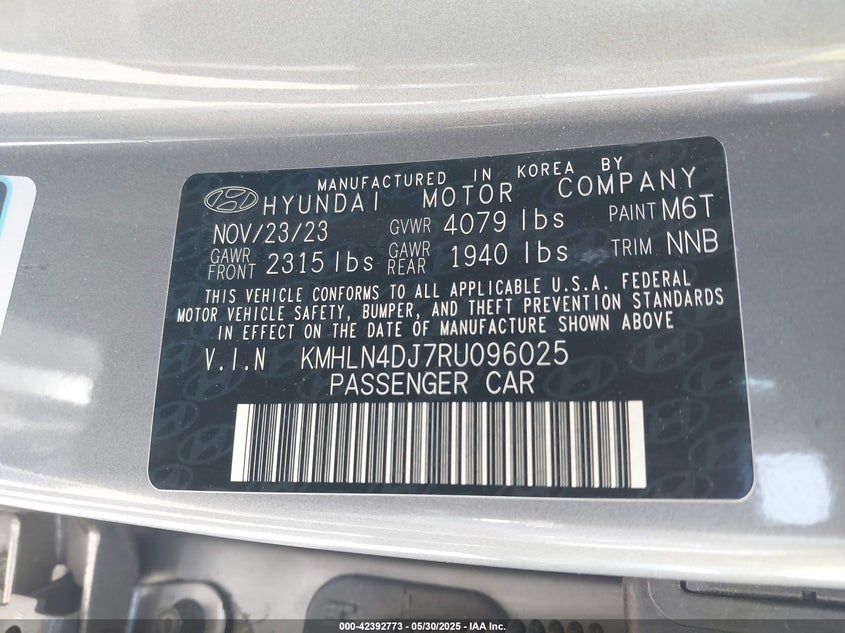 MANUFACTURED IN KOREA BY
HYUNDAI MOTOR COMPANY
NOV/23/23 GVWR 4079 lbs PAINT M6T
GAWR FRONT 2315 lbs GAWR REAR 1940 lbs TRIM NNB
THIS VEHICLE CONFORMS TO ALL APPLICABLE U.S.A. FEDERAL
MOTOR VEHICLE SAFETY, BUMPER, AND THEFT PREVENTION STANDARDS
IN EFFECT ON THE DATE OF MANUFACTURE SHOWN ABOVE
V.I.N KMHLN4DJ7RU096025
PASSENGER CAR
000-42392773 - 05/30/2025 - IAA Inc.